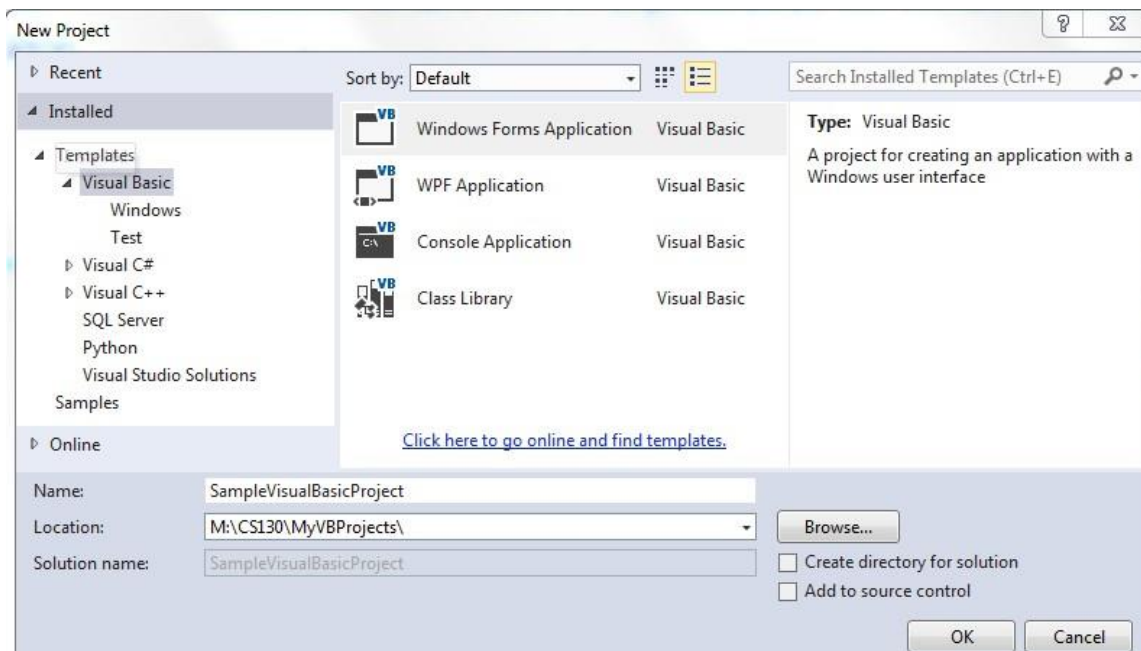 New Project
Recent
Installed
Templates
Visual Basic
Windows
Test
Visual C#
Visual C++
SQL Server
Python
Visual Studio Solutions
Samples
Online
Sort by: Default
VB Windows Forms Application Visual Basic
VB WPF Application Visual Basic
VB C:\ Console Application Visual Basic
VB Class Library Visual Basic
Click here to go online and find templates.
Search Installed Templates (Ctrl+E)
Type: Visual Basic
A project for creating an application with a
Windows user interface
Name: SampleVisualBasicProject
Location: M:\CS130\MyVBProjects\ Browse...
Solution name: SampleVisualBasicProject
Create directory for solution
Add to source control
OK Cancel